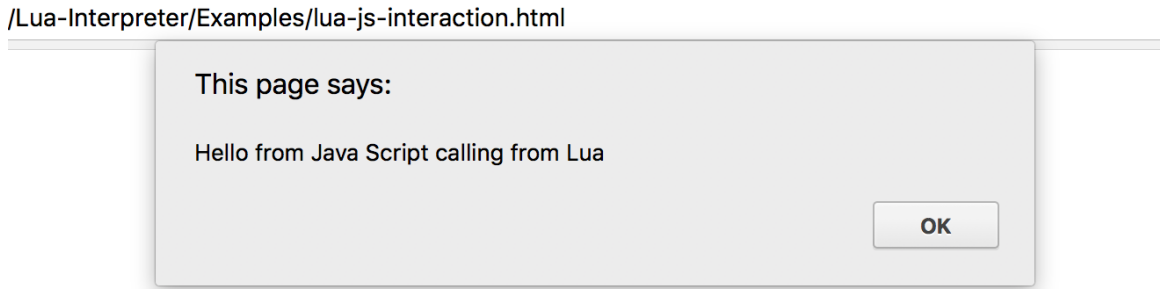 /Lua-Interpreter/Examples/lua-js-interaction.html
This page says:
Hello from Java Script calling from Lua
OK